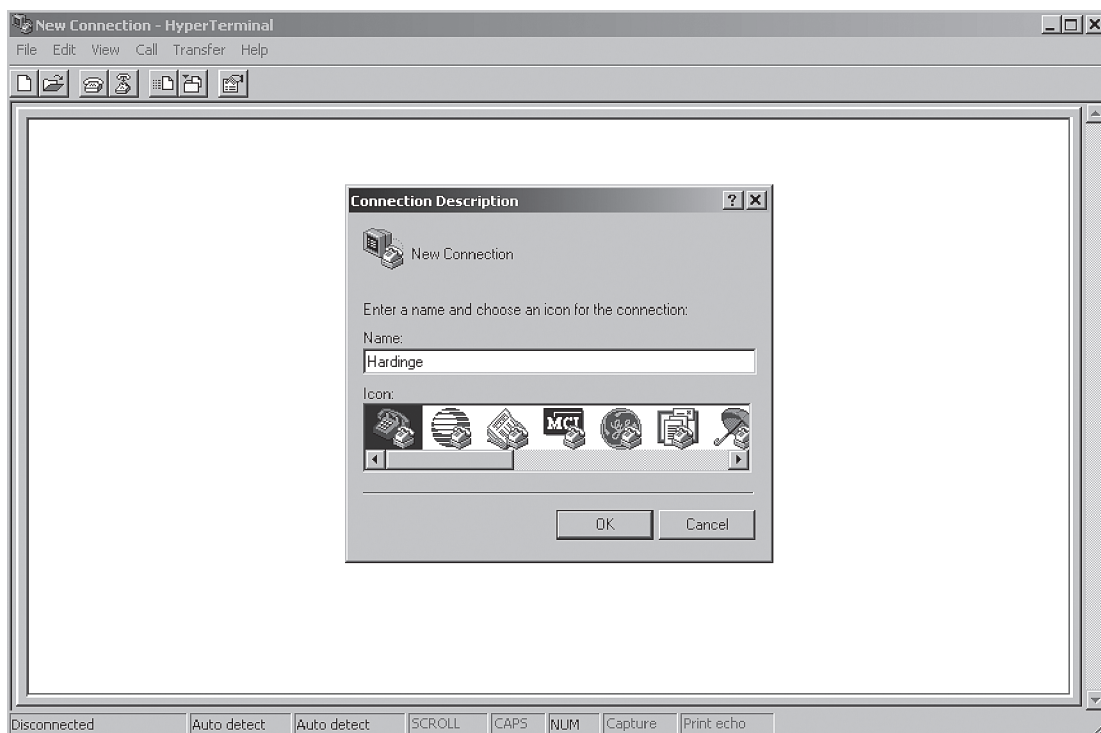 New Connection - HyperTerminal
File Edit View Call Transfer Help
Connection Description
New Connection
Enter a name and choose an icon for the connection:
Name:
Hardinge
Icon:
MCI
OK Cancel
Disconnected Auto detect Auto detect SCROLL CAPS NUM Capture Print echo